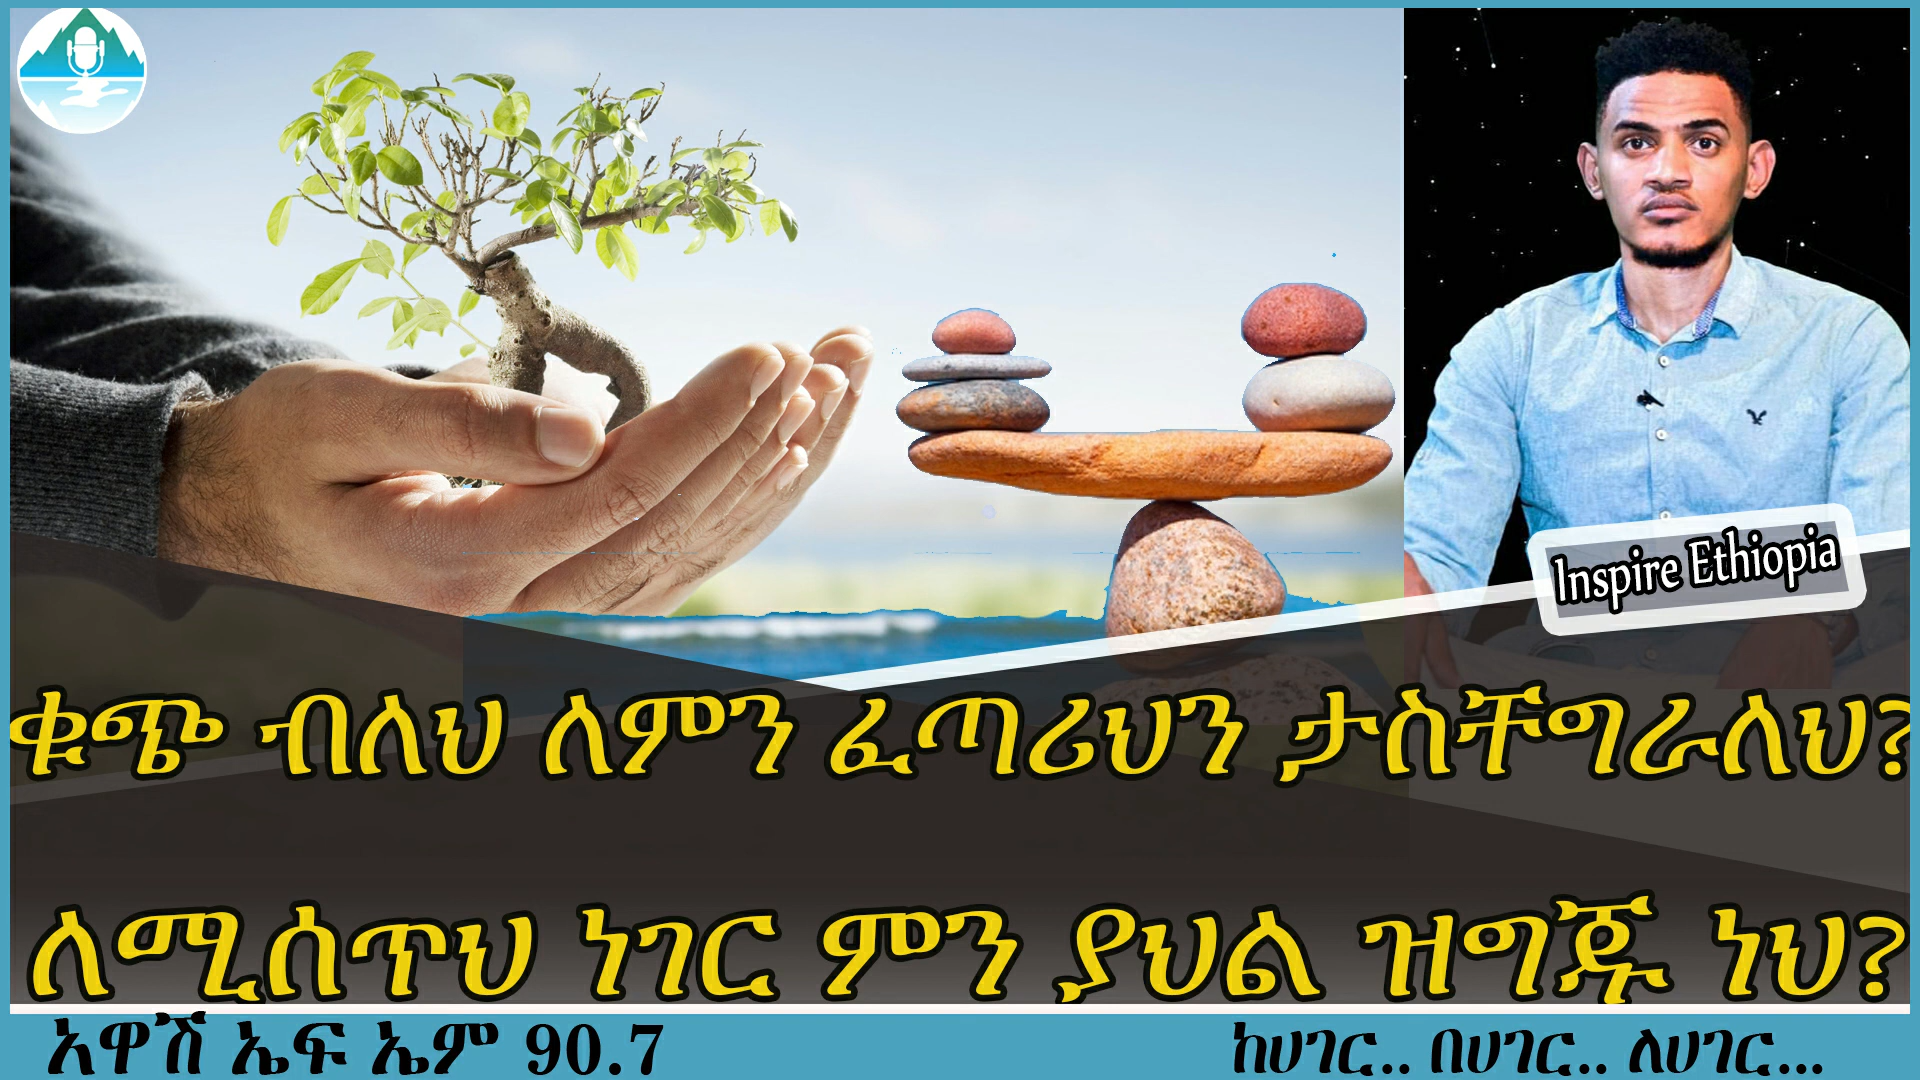 Inspire Ethiopia
ቁጭ ብለህ ለምን ፈጣሪህን ታስቸግራለህ?
ለሚሰጥህ ነገር ምን ያህል ዝግጁ ነህ?
አዋሽ ኤፍ ኤም 90.7
ከሀገር.. በሀገር.. ለሀገር...